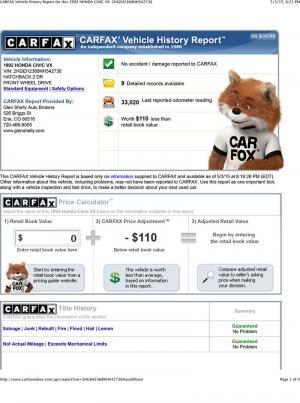 CARFAX Vehicle History Report for this 1992 HONDA CIVIC VX: 2HGEH2368NH542736
5/3/15, 6:21 PM
CARFAX
CARFAX Vehicle History Report™
An independent company established in 1986
US $39.99
Vehicle Information:
1992 HONDA CIVIC VX
VIN: 2HGEH2368NH542736
HATCHBACK 2 DR
FRONT WHEEL DRIVE
Standard Equipment | Safety Options
CARFAX Report Provided By:
Glen Shelly Auto Brokers
526 Briggs St
Erie, CO 80516
720-466-8005
www.glenshelly.com
No accident / damage reported to CARFAX
9 Detailed records available
33,020 Last reported odometer reading
Worth $110 less than
retail book value
CAR
FOX
This CARFAX Vehicle History Report is based only on information supplied to CARFAX and available as of 5/3/15 at 8:19:36 PM (EDT).
Other information about this vehicle, including problems, may not have been reported to CARFAX. Use this report as one important tool,
along with a vehicle inspection and test drive, to make a better decision about your next used car.
CARFAX Price Calculator™
Adjust the value of this 1992 Honda Civic VX based on the information available in this report
1) Retail Book Value
2) CARFAX Price Adjustment™
3) Adjusted Retail Value
$ 0
- $110
Begin by entering
the retail book value
Enter retail book value here
Below retail book value
Start by entering the
retail book value from a
pricing guide website.
This vehicle is worth
less than average,
based on information
in this report.
Compare adjusted retail
value to seller's asking
price when making
your decision.
CARFAX Title History
CARFAX guarantees the information in this section
Summary
Salvage | Junk | Rebuilt | Fire | Flood | Hail | Lemon
Guaranteed
No Problem
Not Actual Mileage | Exceeds Mechanical Limits
Guaranteed
No Problem
Page 1 of 4